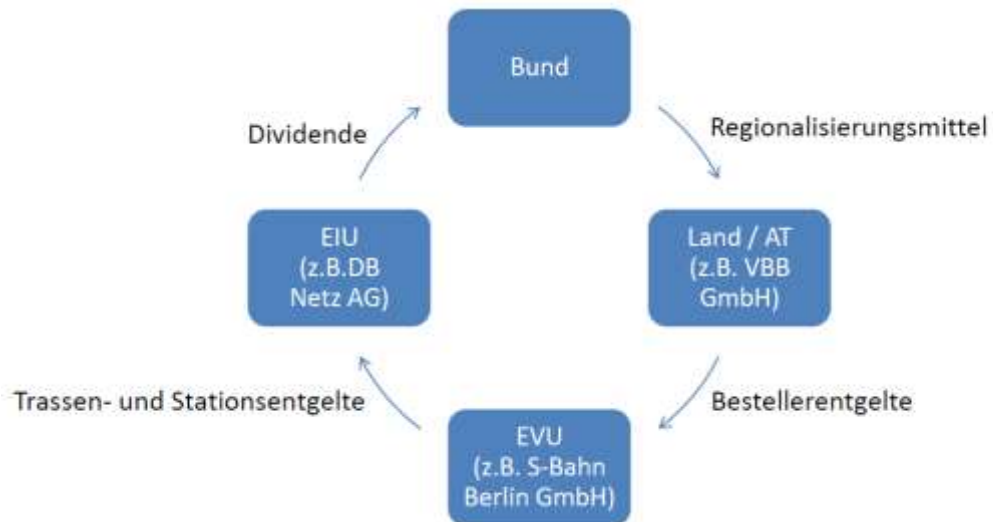 Bund
Dividende
Regionalisierungsmittel
EIU
(z.B.DB
Netz AG)
Land / AT
(z.B. VBB
GmbH)
Trassen- und Stationsentgelte
Bestellerentgelte
EVU
(z.B. S-Bahn
Berlin GmbH)